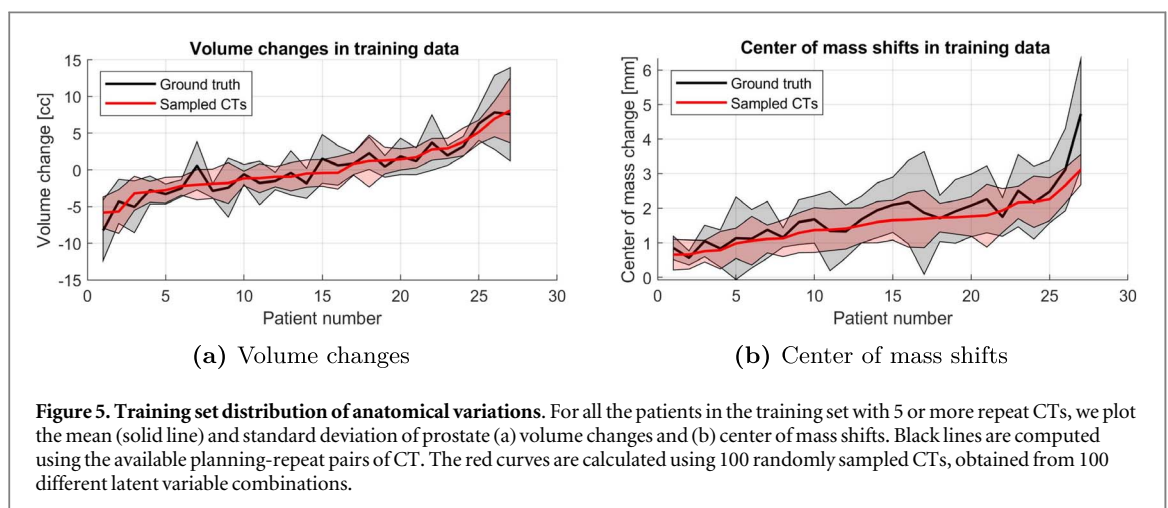 Volume changes in training data
15
10
5
0
-5
-10
-15
Volume change [cc]
Ground truth
Sampled CTs
0 5 10 15 20 25 30
Patient number
(a) Volume changes
Center of mass shifts in training data
6
5
4
3
2
1
0
Center of mass change [mm]
Ground truth
Sampled CTs
0 5 10 15 20 25 30
Patient number
(b) Center of mass shifts
Figure 5. Training set distribution of anatomical variations. For all the patients in the training set with 5 or more repeat CTs, we plot
the mean (solid line) and standard deviation of prostate (a) volume changes and (b) center of mass shifts. Black lines are computed
using the available planning-repeat pairs of CT. The red curves are calculated using 100 randomly sampled CTs, obtained from 100
different latent variable combinations.